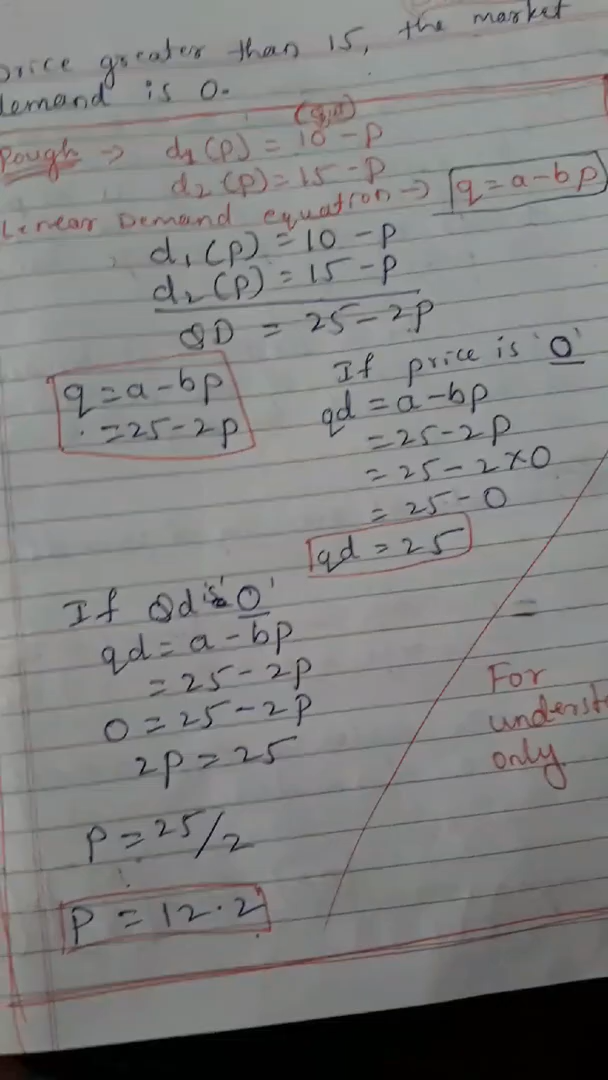 price greater than 15, the market
demand is 0.
Rough → d1(p) = 10-p
d2(p) = 15-p
Linear Demand equation → q = a-bp
d1(p) = 10-p
d2(p) = 15-p
QD = 25-2p
q = a-bp
= 25-2p
If price is '0'
qd = a-bp
= 25-2p
= 25-2×0
= 25-0
qd = 25
If Qd is '0'
qd = a-bp
= 25-2p
0 = 25-2p
2p = 25
P = 25/2
P = 12.2
=
For
underst
only.